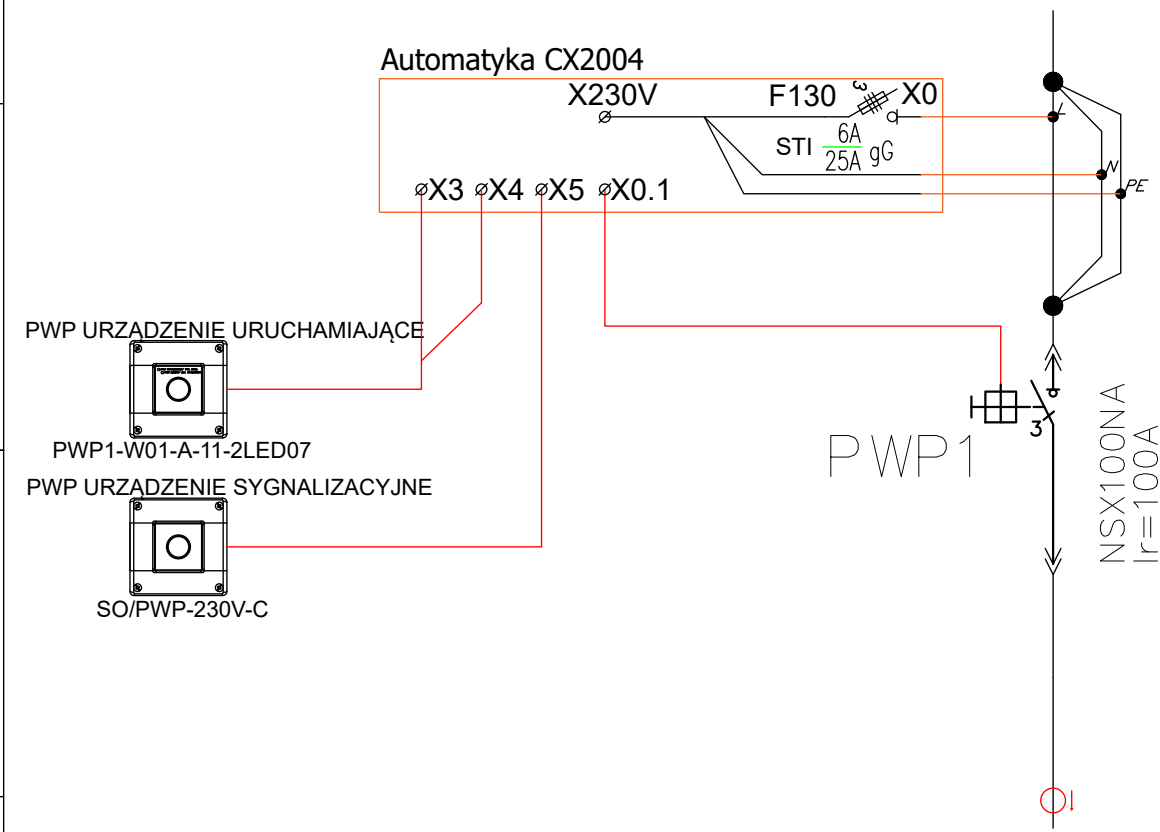 Automatyka CX2004
X230V
F130
3
X0
L
STI 6A
25A gG
N
PE
X3
X4
X5
X0.1
PWP URZĄDZENIE URUCHAMIAJĄCE
PWP1-W01-A-11-2LED07
PWP1
3
NSX100NA
Ir=100A
PWP URZĄDZENIE SYGNALIZACYJNE
SO/PWP-230V-C